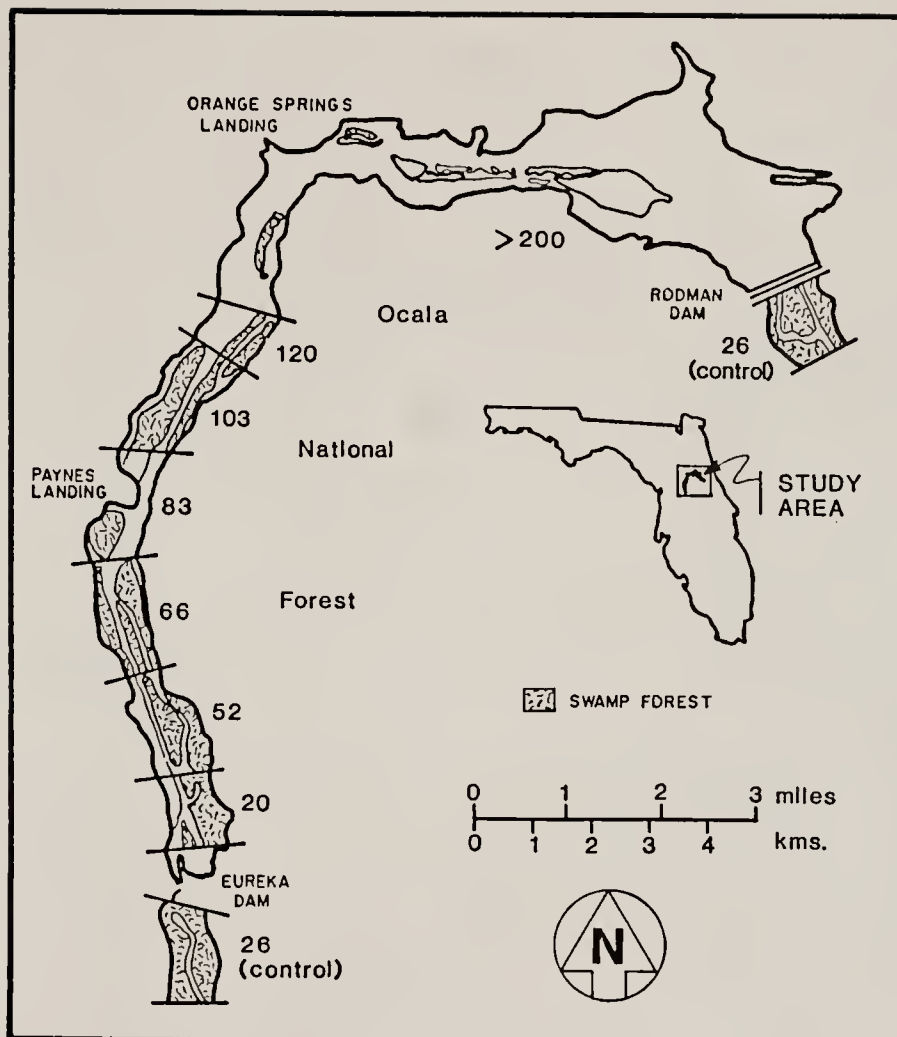 ORANGE SPRINGS
LANDING
>200
RODMAN
DAM
26
(control)
Ocala
120
103
National
PAYNES
LANDING
83
STUDY
AREA
66
Forest
52
SWAMP FOREST
20
0 1 2 3 miles
0 1 2 3 4 kms.
EUREKA
DAM
26
(control)
N